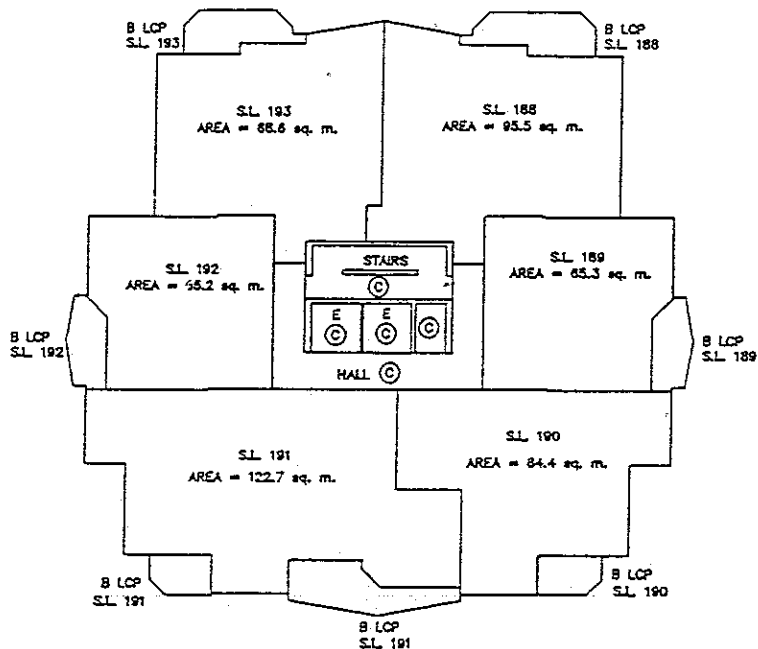 B LCP
S.L. 193
B LCP
S.L. 188
S.L. 193
AREA = 88.6 sq. m.
S.L. 188
AREA = 95.5 sq. m.
S.L. 192
AREA = 65.2 sq. m.
STAIRS
C
S.L. 189
AREA = 65.3 sq. m.
E
C
E
C
C
B LCP
S.L. 192
B LCP
S.L. 189
HALL C
S.L. 191
AREA = 122.7 sq. m.
S.L. 190
AREA = 84.4 sq. m.
B LCP
S.L. 191
B LCP
S.L. 190
B LCP
S.L. 191